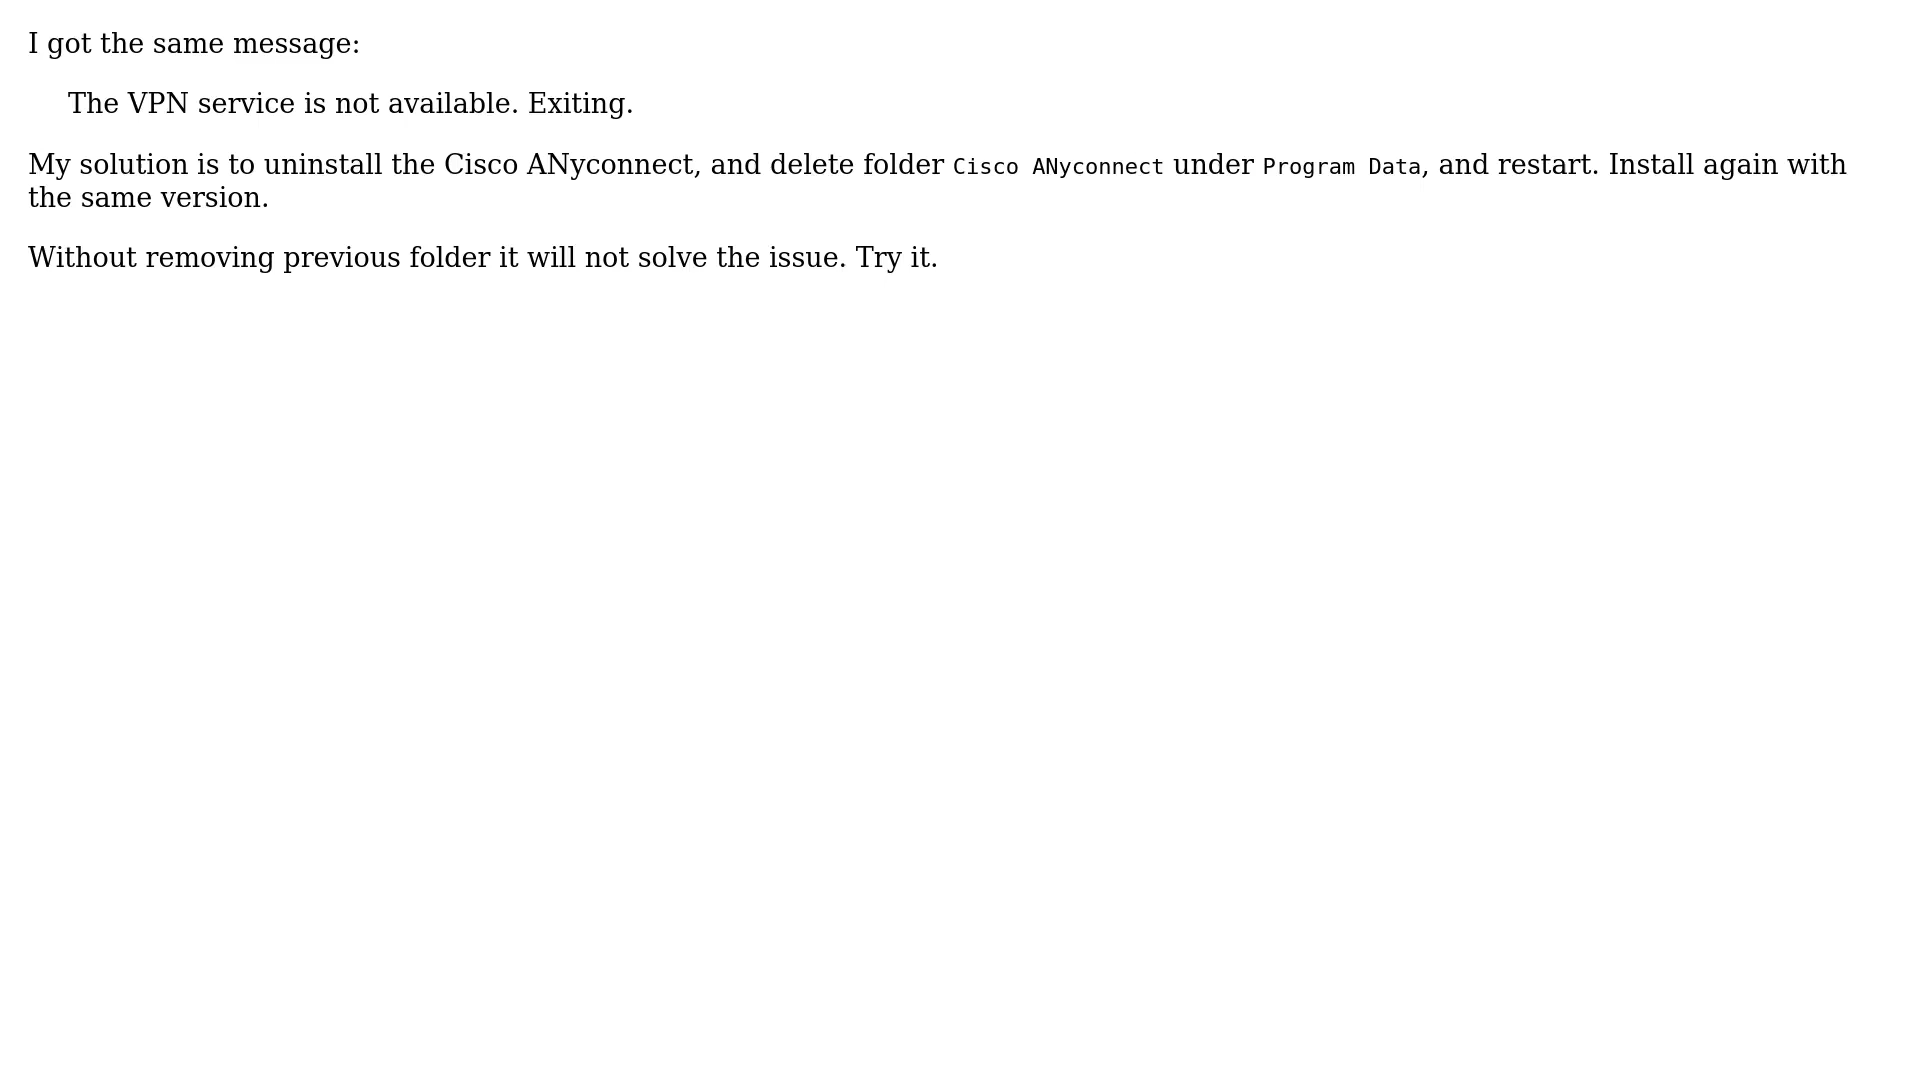 I got the same message:
The VPN service is not available. Exiting.
My solution is to uninstall the Cisco ANyconnect, and delete folder Cisco ANyconnect under Program Data, and restart. Install again with
the same version.
Without removing previous folder it will not solve the issue. Try it.